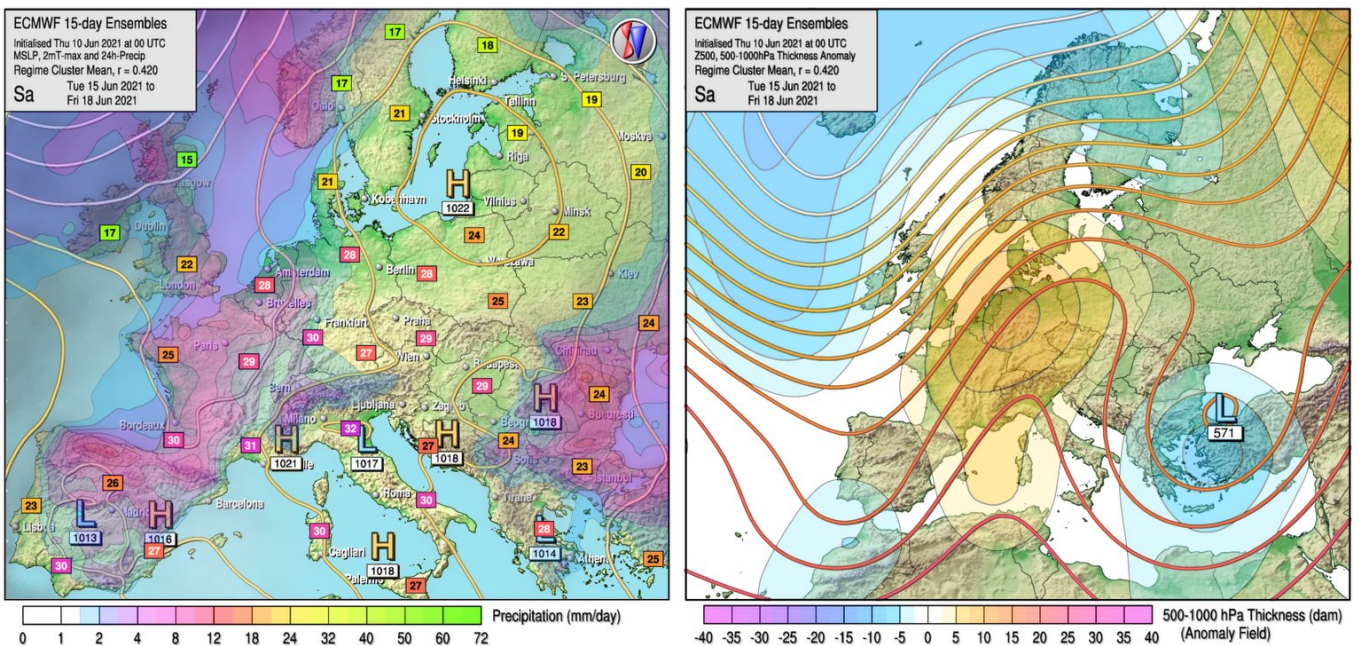 ECMWF 15-day Ensembles
Initialised Thu 10 Jun 2021 at 00 UTC
MSLP, 2mT-max and 24h-Precip
Regime Cluster Mean, r = 0.420
Tue 15 Jun 2021 to
Sa
Fri 18 Jun 2021
17
18
Helsinki
S. Petersburg
17
Oslo
19
Tallinn
21
Stockholm
19
Moskva
Riga
15
Glasgow
20
21
H
København
Vilnius
1022
Minsk
17
Dublin
24
22
28
Warszawa
22
Amsterdam
Berlin
28
Kiev
London
28
Bruxelles
25
23
Frankfurt
Praha
24
30
29
Paris
25
27
Wien
Chisinau
29
Budapest
Bern
29
24
H
Ljubljana
Zagreb
1018
Bucuresti
Milano
Beograd
Bordeaux
32
30
31
H
L
27
H
24
1021
1017
1018
Sofia
23
26
Istanbul
Roma
Tirane
23
Madrid
Barcelona
30
Lisboa
L
H
1013
1016
30
28
27
H
1014
Athens
Cagliari
25
30
1018
Palermo
27
0 1 2 4 8 12 18 24 32 40 50 60 72
Precipitation (mm/day)
ECMWF 15-day Ensembles
Initialised Thu 10 Jun 2021 at 00 UTC
Z500, 500-1000hPa Thickness Anomaly
Regime Cluster Mean, r = 0.420
Tue 15 Jun 2021 to
Sa
Fri 18 Jun 2021
L
571
-40 -35 -30 -25 -20 -15 -10 -5 0 5 10 15 20 25 30 35 40
500-1000 hPa Thickness (dam)
(Anomaly Field)